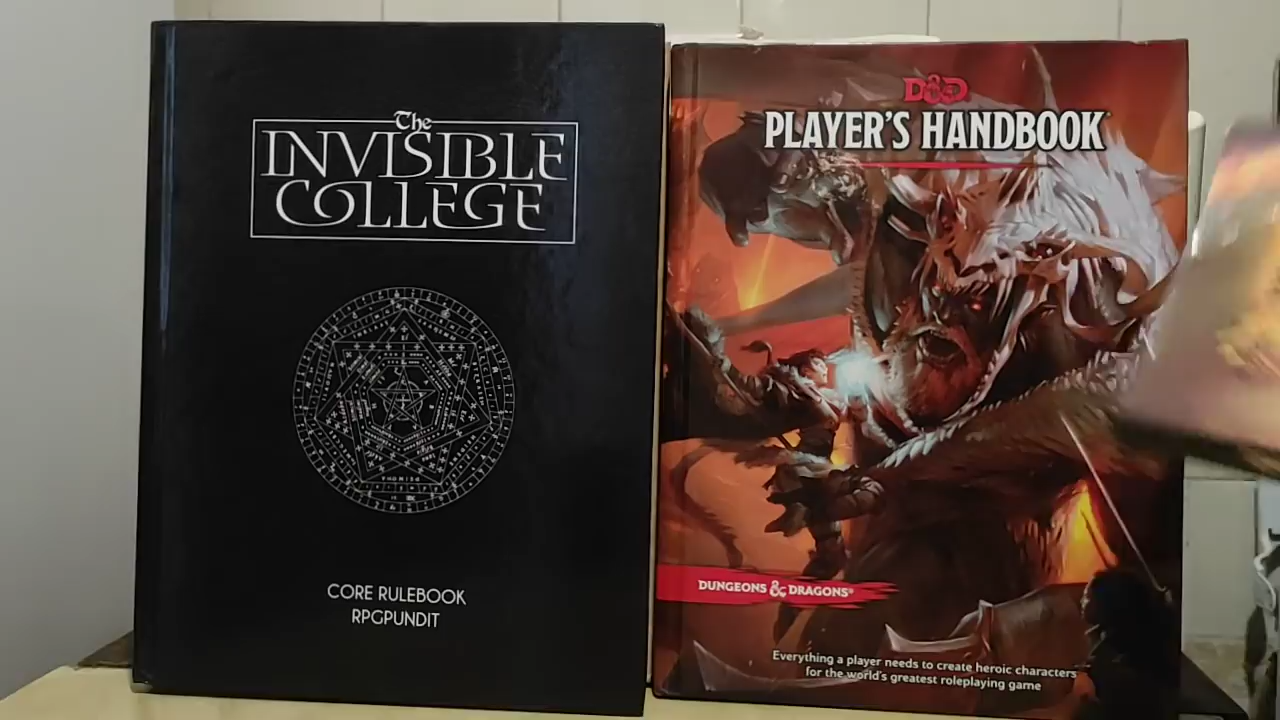 The
INVISIBLE
COLLEGE
CORE RULEBOOK
RPGPUNDIT
D&D
PLAYER'S HANDBOOK
DUNGEONS & DRAGONS®
Everything a player needs to create heroic characters
for the world's greatest roleplaying game